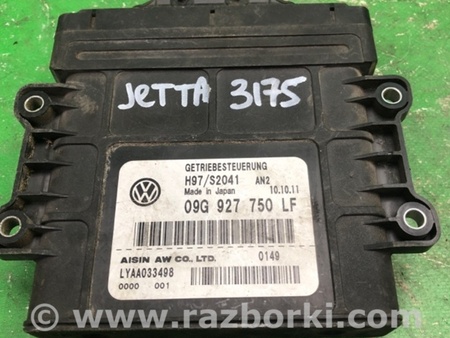 JETTA 3175
GETRIEBESTEUERUNG
H97/S2041 AN2
Made in Japan 10.10.11
09G 927 750 LF
AISIN AW CO., LTD. 0149
LYAA033498
0000 001
www.razborki.com